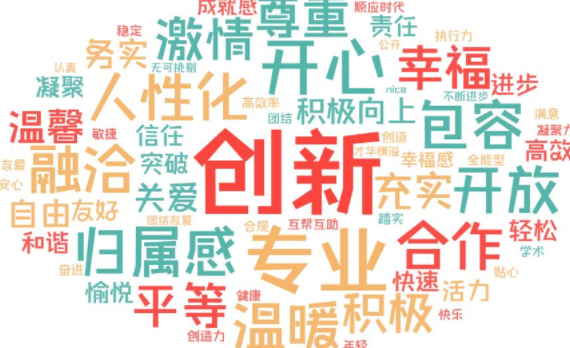 成就感
尊重
顺应时代
稳定
激情
责任
务实
开心
公开
执行力
认真
无可挑剔
幸福
进步
凝聚
人性化
高效率
nice
不断进步
积极向上
包容
满意
温馨
敏捷
信任
团结
创造
凝聚力
创新
才华横溢
高效
友爱
融洽
突破
幸福感
全能型
安心
关爱
充实
开放
自由
友好
团结友爱
合规
互帮互助
踏实
轻松
和谐
归属感
专业
合作
学术
奋进
贴心
愉悦
平等
健康
快速
活力
温暖
积极
快乐
创造力
年轻